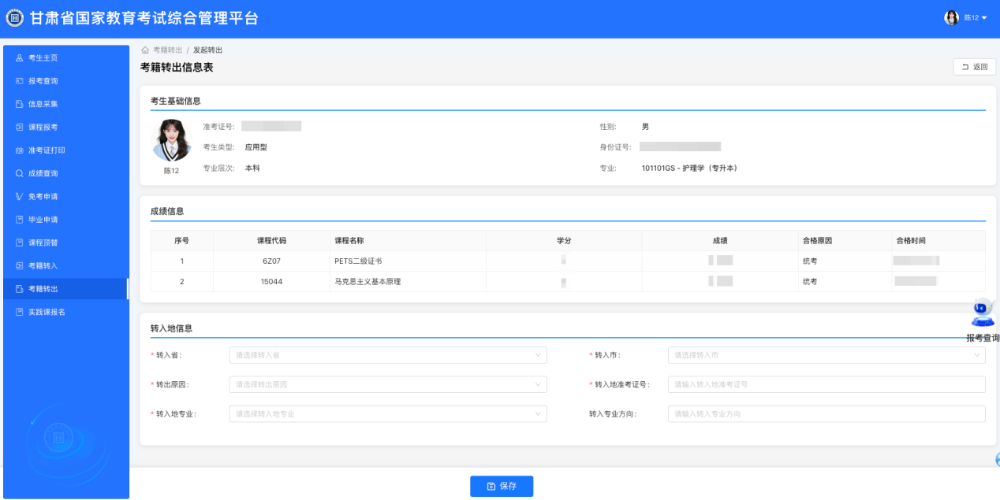 甘肃省国家教育考试综合管理平台
陈12
考生主页
报考查询
信息采集
课程报考
准考证打印
成绩查询
免考申请
毕业申请
课程顶替
考籍转入
考籍转出
实践课报名
考籍转出 / 发起转出
考籍转出信息表
返回
考生基础信息
准考证号:
性别: 男
考生类型: 应用型
身份证号:
陈12
专业层次: 本科
专业: 101101GS - 护理学（专升本）
成绩信息
序号 课程代码 课程名称 学分 成绩 合格原因 合格时间
1 6Z07 PETS二级证书 统考
2 15044 马克思主义基本原理 统考
报考查询
转入地信息
* 转入省: 请选择转入省
* 转入市: 请选择转入市
* 转出原因: 请选择转出原因
* 转入地准考证号: 请输入转入地准考证号
* 转入地专业: 请选择转入地专业
转入专业方向: 请输入转入专业方向
保存